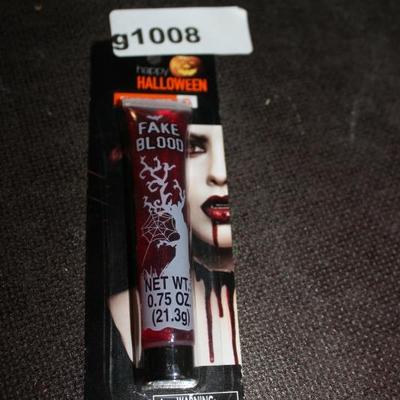 g1008
happy
HALLOWEEN
FAKE
BLOOD
NET WT.
0.75 OZ.
(21.3g)
WARNING